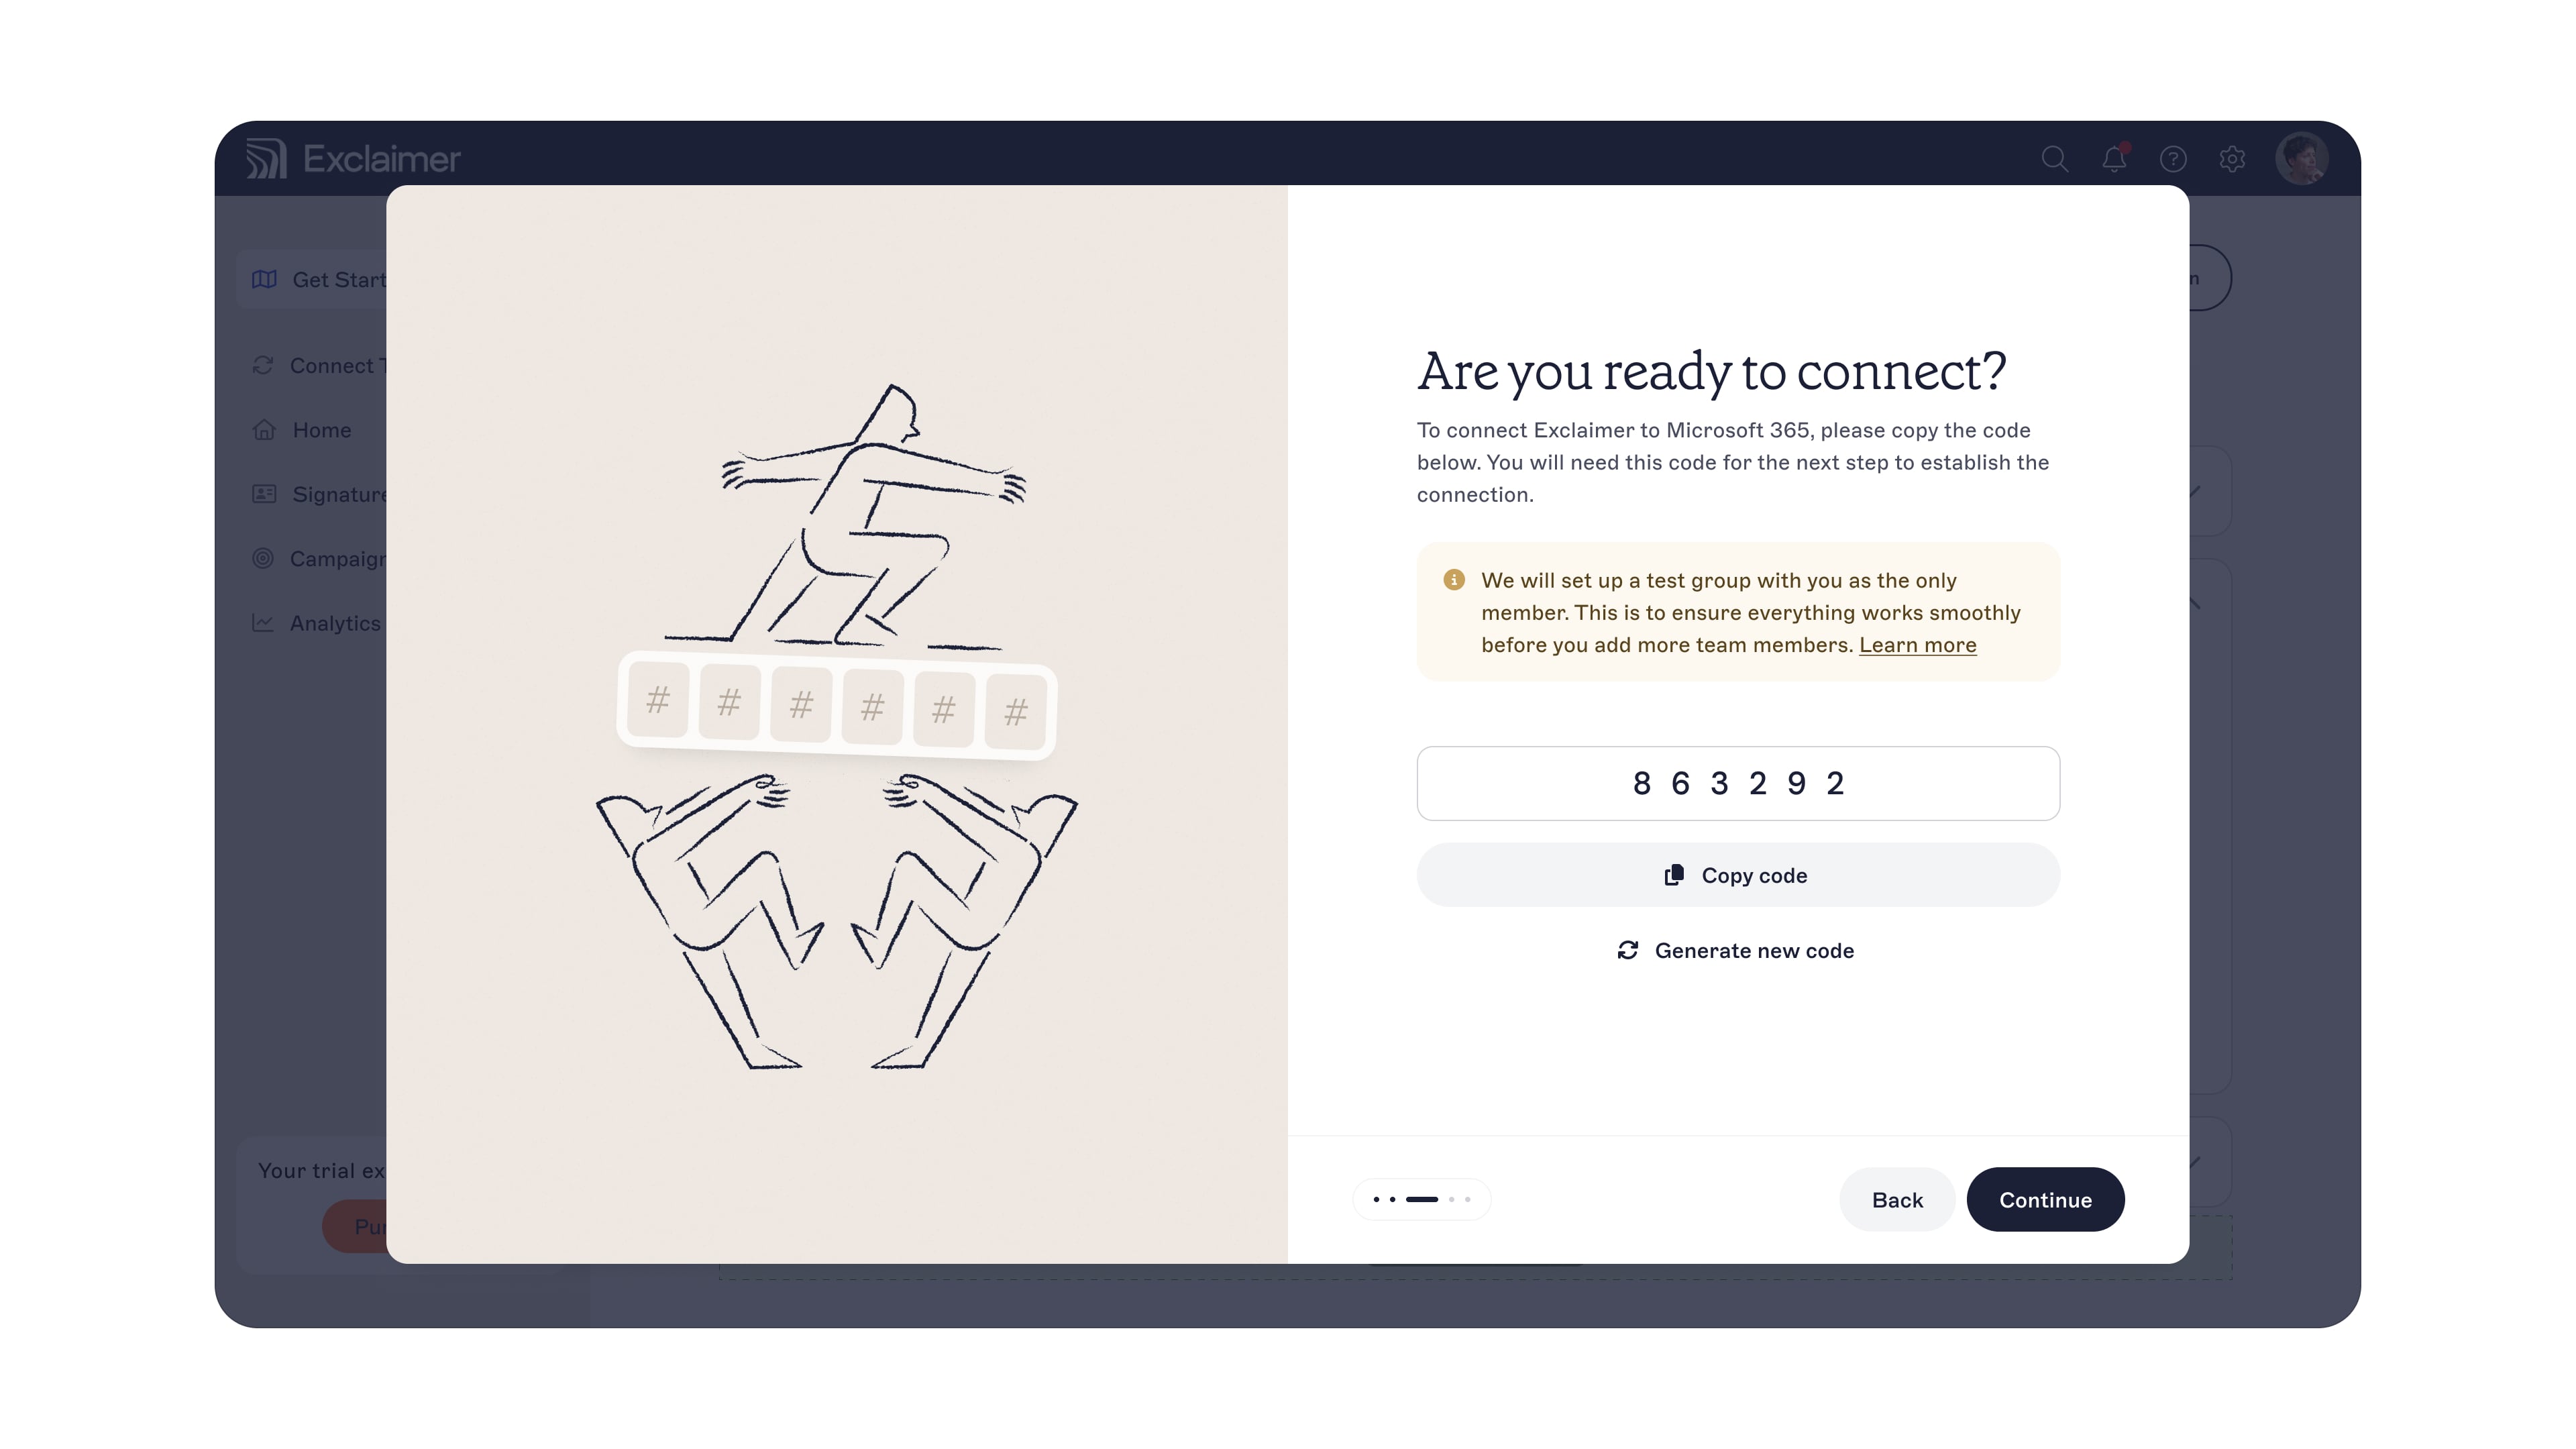 Exclaimer
Get Start
Connect T
Home
Signature
Campaign
Analytics
Your trial ex
Pur
n
# # # # # #
Are you ready to connect?
To connect Exclaimer to Microsoft 365, please copy the code
below. You will need this code for the next step to establish the
connection.
We will set up a test group with you as the only
member. This is to ensure everything works smoothly
before you add more team members. Learn more
8 6 3 2 9 2
Copy code
Generate new code
Back
Continue